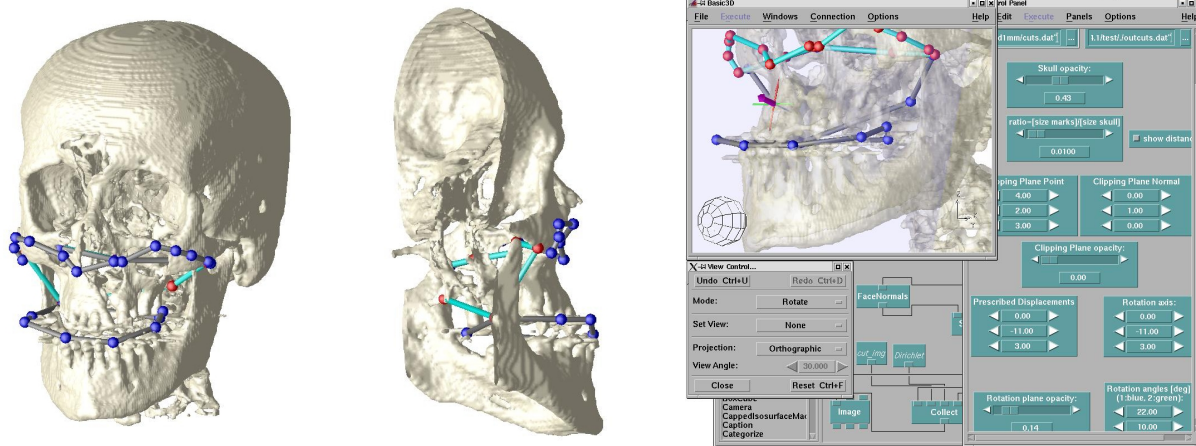 Basic3D
File Execute Windows Connection Options Help
rol Panel
Edit Execute Panels Options Help
d1mm/cuts.dat" ...
1.1/test/./outcuts.dat" ...
Skull opacity:
0.43
ratio=[size marks]/[size skull]
0.0100
show distanc
pping Plane Point
4.00
2.00
3.00
Clipping Plane Normal
0.00
1.00
0.00
Clipping Plane opacity:
0.00
Prescribed Displacements
0.00
-11.00
3.00
Rotation axis:
0.00
-11.00
3.00
Rotation plane opacity:
0.14
Rotation angles [deg]
(1:blue, 2:green):
22.00
10.00
View Control...
Undo Ctrl+U Redo Ctrl+D
Mode: Rotate
Set View: None
Projection: Orthographic
View Angle: 30.000
Close Reset Ctrl+F
FaceNormals
S
cut_img
Dirichlet
Image
Collect
Camera
CappedIsosurfaceMac
Caption
Categorize